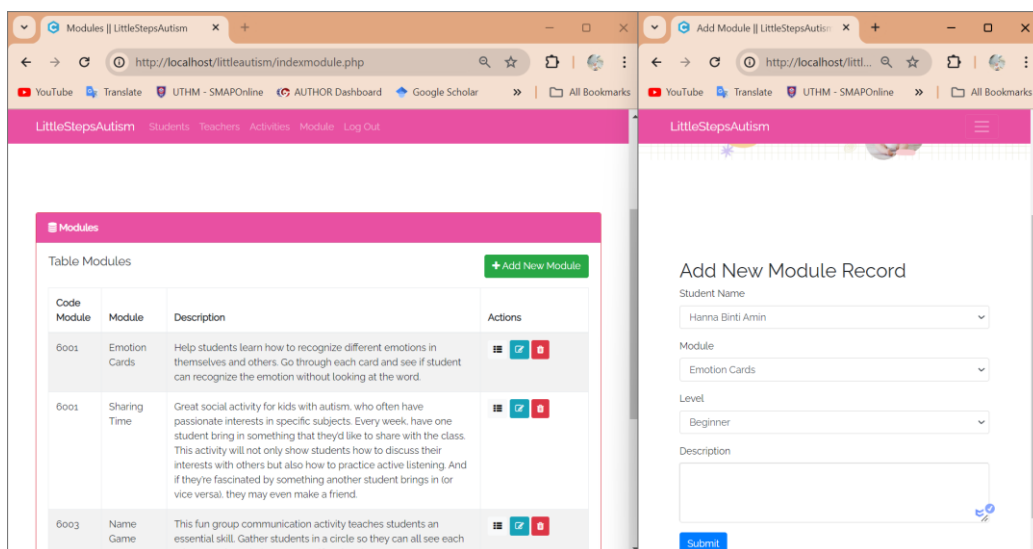 Modules || LittleStepsAutism
http://localhost/littleautism/indexmodule.php
YouTube Translate UTHM - SMAPOnline AUTHOR Dashboard Google Scholar » All Bookmarks
LittleStepsAutism Students Teachers Activities Module Log Out
Modules
Table Modules
+ Add New Module
Code Module Module Description Actions
6001 Emotion Cards
Help students learn how to recognize different emotions in
themselves and others. Go through each card and see if student
can recognize the emotion without looking at the word.
6001 Sharing Time
Great social activity for kids with autism, who often have
passionate interests in specific subjects. Every week, have one
student bring in something that they'd like to share with the class.
This activity will not only show students how to discuss their
interests with others but also how to practice active listening. And
if they're fascinated by something another student brings in (or
vice versa), they may even make a friend.
6003 Name Game
This fun group communication activity teaches students an
essential skill. Gather students in a circle so they can all see each
Add Module || LittleStepsAutism
http://localhost/littl...
YouTube Translate UTHM - SMAPOnline » All Bookmarks
LittleStepsAutism
Add New Module Record
Student Name
Hanna Binti Amin
Module
Emotion Cards
Level
Beginner
Description
Submit